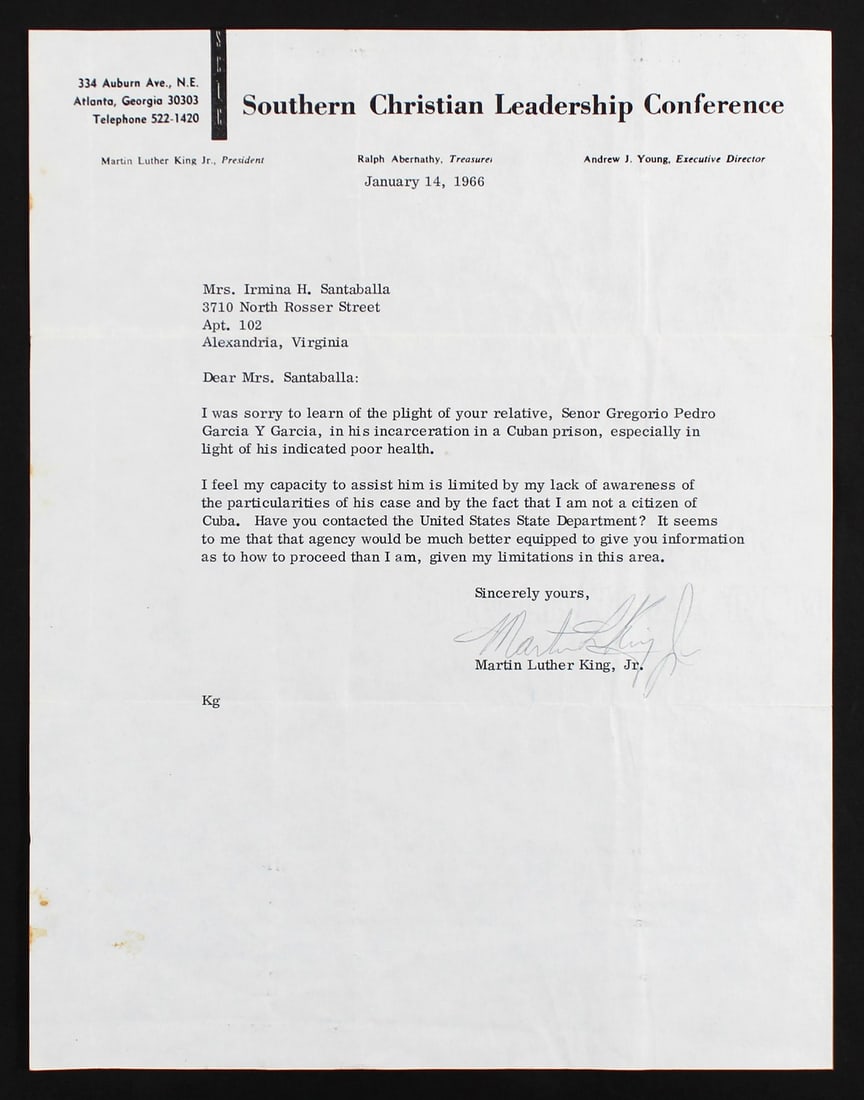 334 Auburn Ave., N.E.
Atlanta, Georgia 30303
Telephone 522-1420
SCLC
Southern Christian Leadership Conference
Martin Luther King Jr., President Ralph Abernathy, Treasurer Andrew J. Young, Executive Director
January 14, 1966
Mrs. Irmina H. Santaballa
3710 North Rosser Street
Apt. 102
Alexandria, Virginia
Dear Mrs. Santaballa:
I was sorry to learn of the plight of your relative, Senor Gregorio Pedro
Garcia Y Garcia, in his incarceration in a Cuban prison, especially in
light of his indicated poor health.
I feel my capacity to assist him is limited by my lack of awareness of
the particularities of his case and by the fact that I am not a citizen of
Cuba. Have you contacted the United States State Department? It seems
to me that that agency would be much better equipped to give you information
as to how to proceed than I am, given my limitations in this area.
Sincerely yours,
Martin L King Jr
Martin Luther King, Jr.
Kg